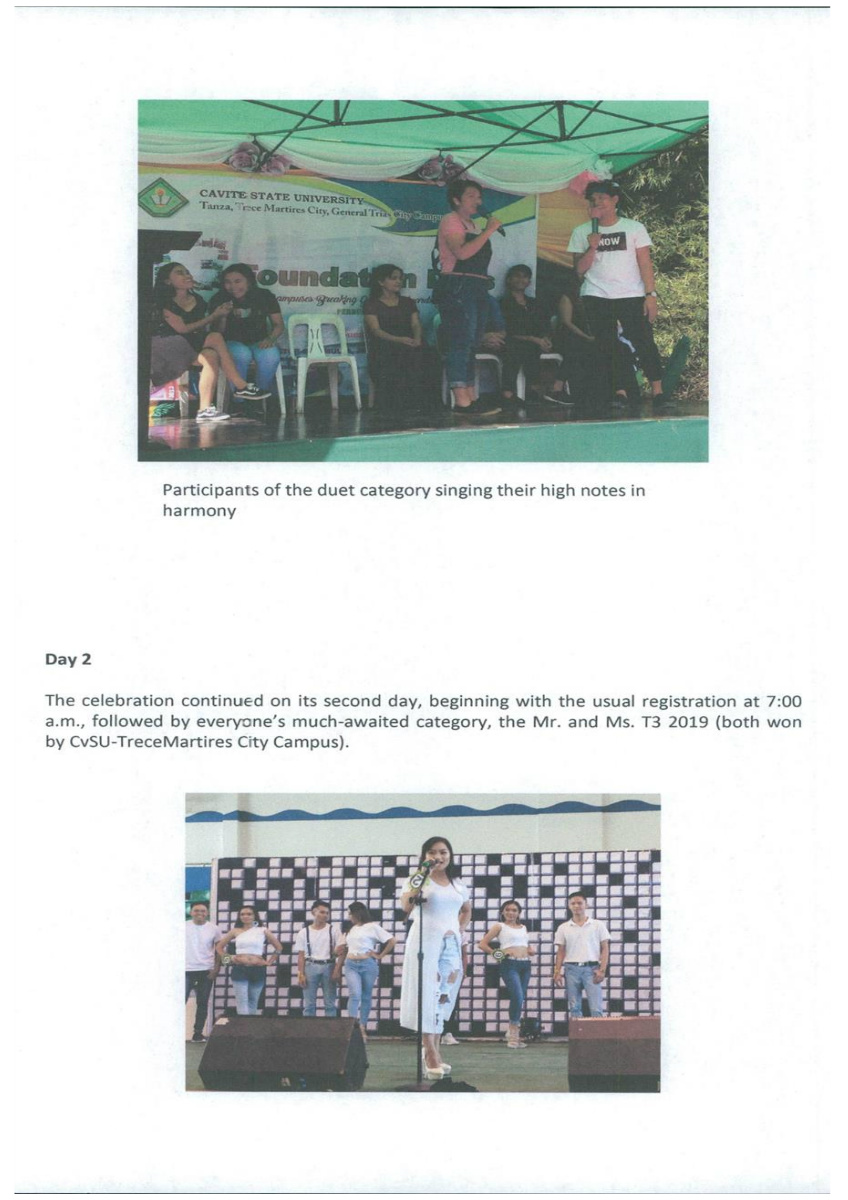 CAVITE STATE UNIVERSITY
Tanza, Trece Martires City, General Trias City Campus
Foundation
Campuses Breaking
NOW
Participants of the duet category singing their high notes in
harmony
Day 2
The celebration continued on its second day, beginning with the usual registration at 7:00
a.m., followed by everyone's much-awaited category, the Mr. and Ms. T3 2019 (both won
by CvSU-TreceMartires City Campus).